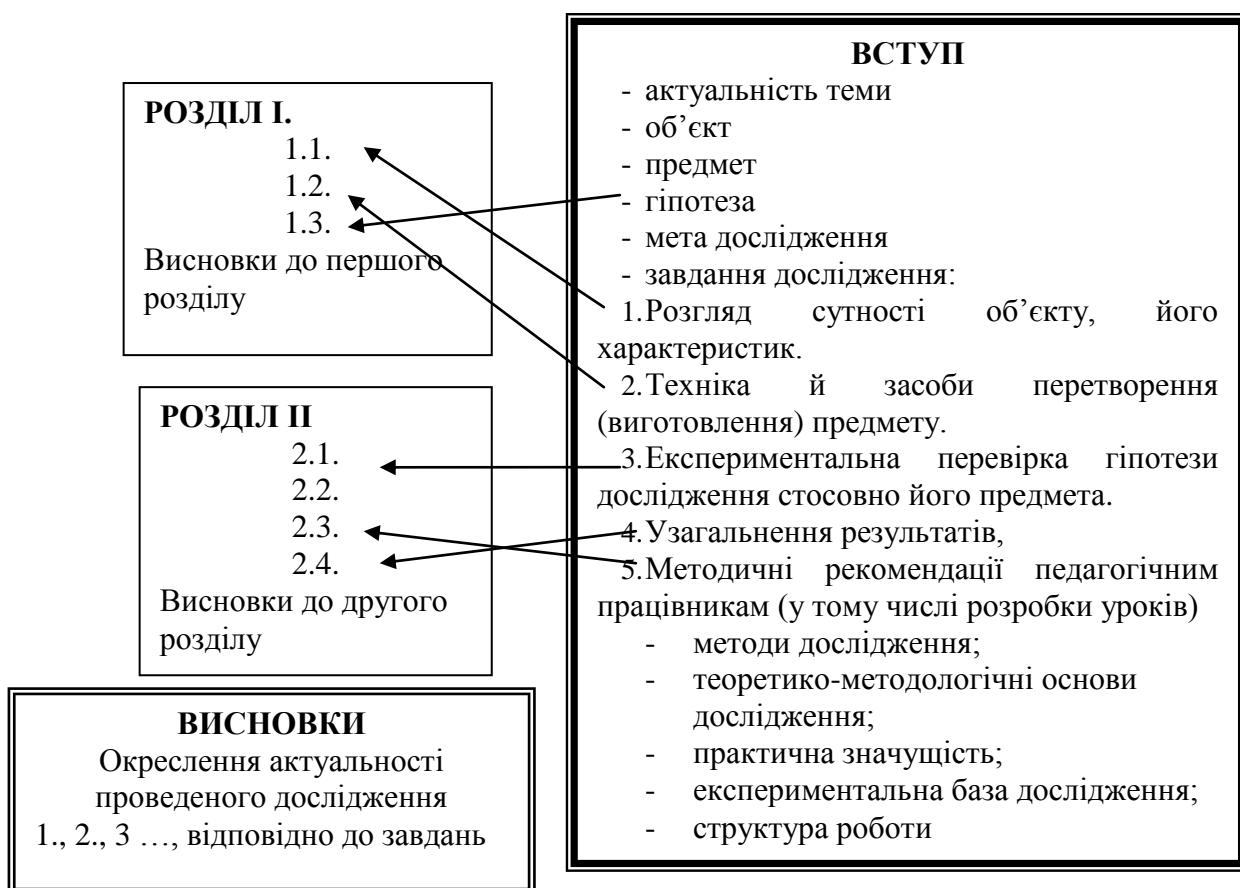 РОЗДІЛ І.
1.1.
1.2.
1.3.
Висновки до першого
розділу
РОЗДІЛ ІІ
2.1.
2.2.
2.3.
2.4.
Висновки до другого
розділу
ВИСНОВКИ
Окреслення актуальності
проведеного дослідження
1., 2., 3 …, відповідно до завдань
ВСТУП
- актуальність теми
- об’єкт
- предмет
- гіпотеза
- мета дослідження
- завдання дослідження:
1.Розгляд сутності об’єкту, його
характеристик.
2.Техніка й засоби перетворення
(виготовлення) предмету.
3.Експериментальна перевірка гіпотези
дослідження стосовно його предмета.
4.Узагальнення результатів,
5.Методичні рекомендації педагогічним
працівникам (у тому числі розробки уроків)
- методи дослідження;
- теоретико-методологічні основи
дослідження;
- практична значущість;
- експериментальна база дослідження;
- структура роботи